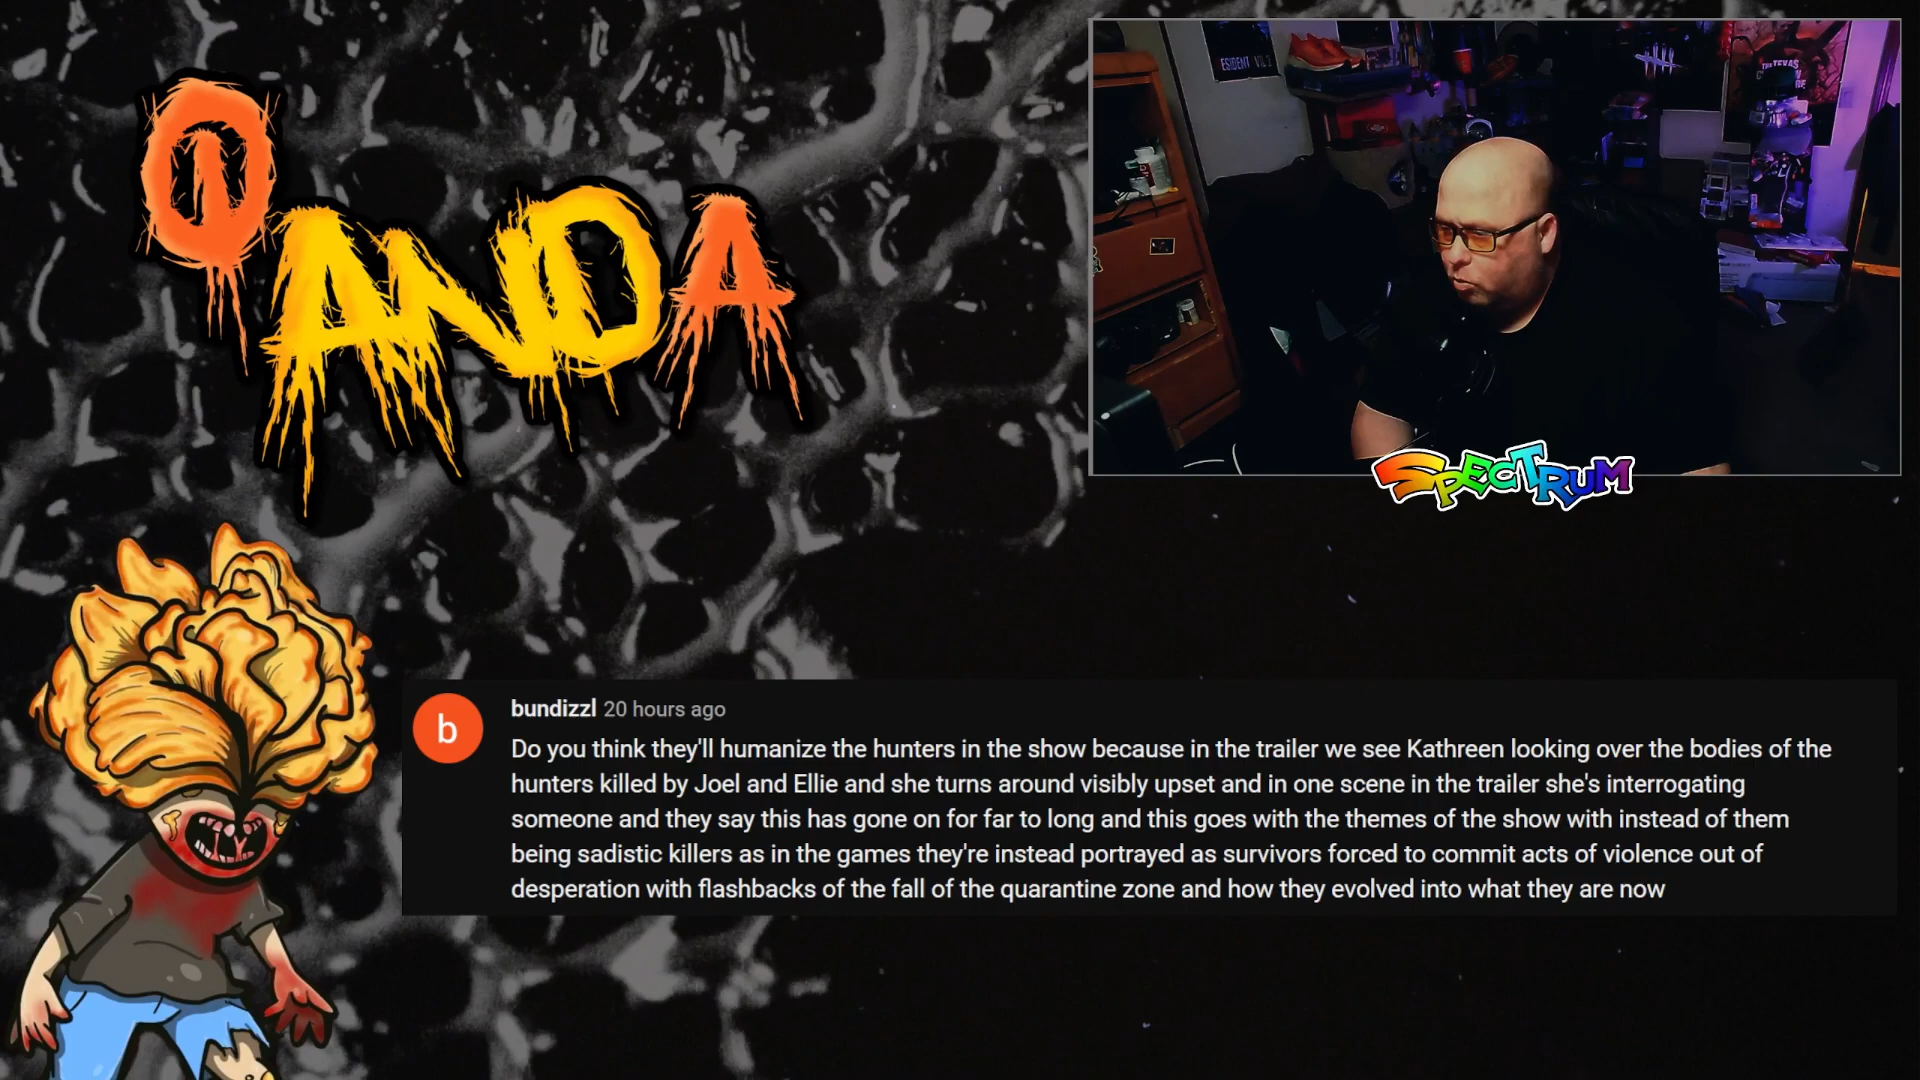 Q
AND
A
ESIDENT
THE TEXAS
SPECTRUM
b
bundizzl 20 hours ago
Do you think they'll humanize the hunters in the show because in the trailer we see Kathreen looking over the bodies of the
hunters killed by Joel and Ellie and she turns around visibly upset and in one scene in the trailer she's interrogating
someone and they say this has gone on for far to long and this goes with the themes of the show with instead of them
being sadistic killers as in the games they're instead portrayed as survivors forced to commit acts of violence out of
desperation with flashbacks of the fall of the quarantine zone and how they evolved into what they are now